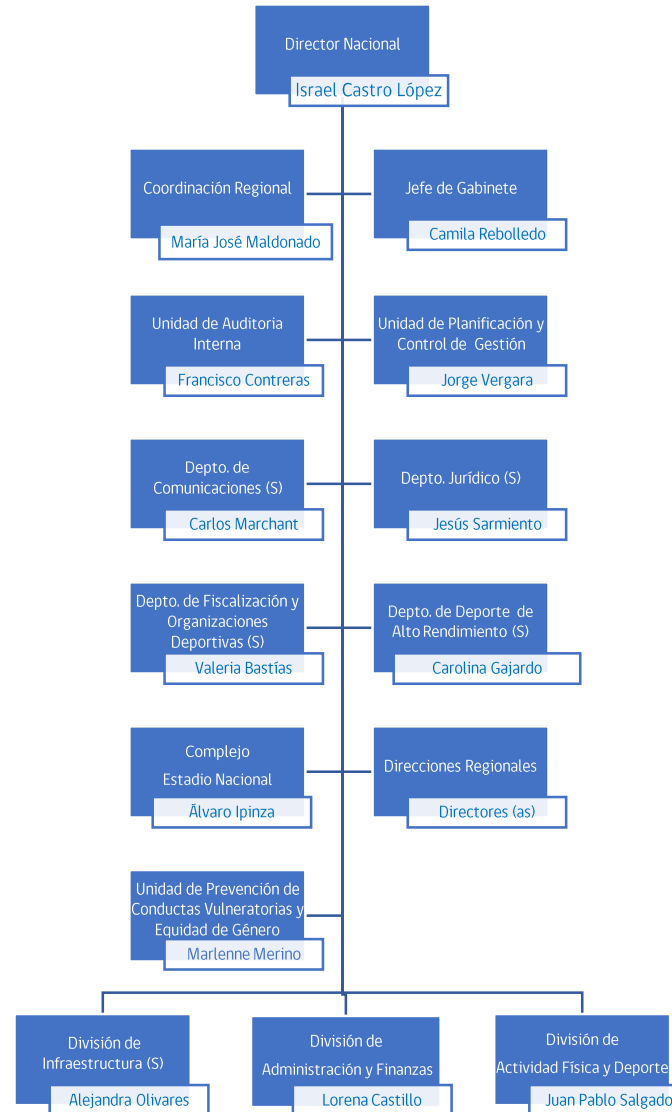 Director Nacional
Israel Castro López
Coordinación Regional
María José Maldonado
Jefe de Gabinete
Camila Rebolledo
Unidad de Auditoria
Interna
Francisco Contreras
Unidad de Planificación y
Control de Gestión
Jorge Vergara
Depto. de
Comunicaciones (S)
Carlos Marchant
Depto. Jurídico (S)
Jesús Sarmiento
Depto. de Fiscalización y
Organizaciones
Deportivas (S)
Valeria Bastías
Depto. de Deporte de
Alto Rendimiento (S)
Carolina Gajardo
Complejo
Estadio Nacional
Álvaro Ipinza
Direcciones Regionales
Directores (as)
Unidad de Prevención de
Conductas Vulneratorias y
Equidad de Género
Marlenne Merino
División de
Infraestructura (S)
Alejandra Olivares
División de
Administración y Finanzas
Lorena Castillo
División de
Actividad Física y Deporte
Juan Pablo Salgado